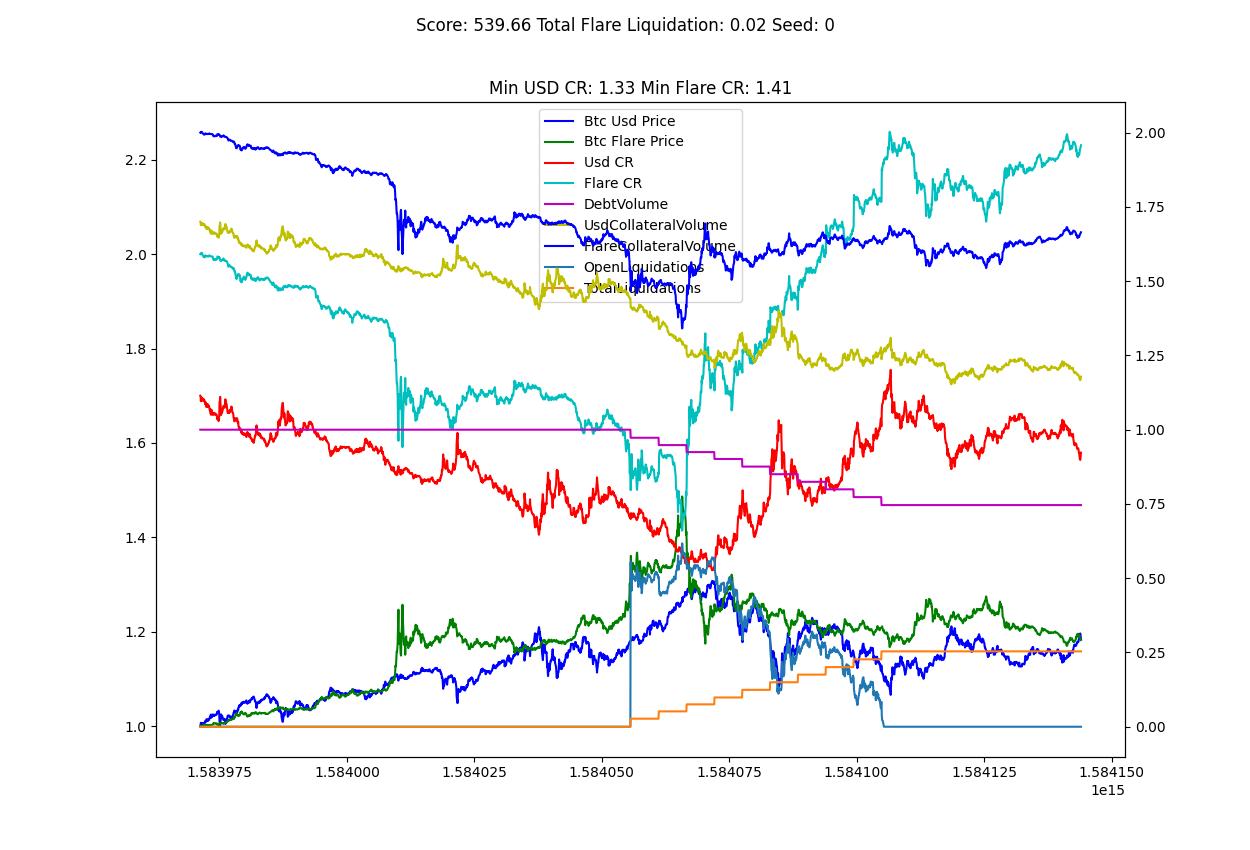 Score: 539.66 Total Flare Liquidation: 0.02 Seed: 0
Min USD CR: 1.33 Min Flare CR: 1.41
Btc Usd Price
Btc Flare Price
Usd CR
Flare CR
DebtVolume
UsdCollateralVolume
FlareCollateralVolume
OpenLiquidations
TotalLiquidations
2.2
2.0
1.8
1.6
1.4
1.2
1.0
2.00
1.75
1.50
1.25
1.00
0.75
0.50
0.25
0.00
1.583975 1.584000 1.584025 1.584050 1.584075 1.584100 1.584125 1.584150
1e15